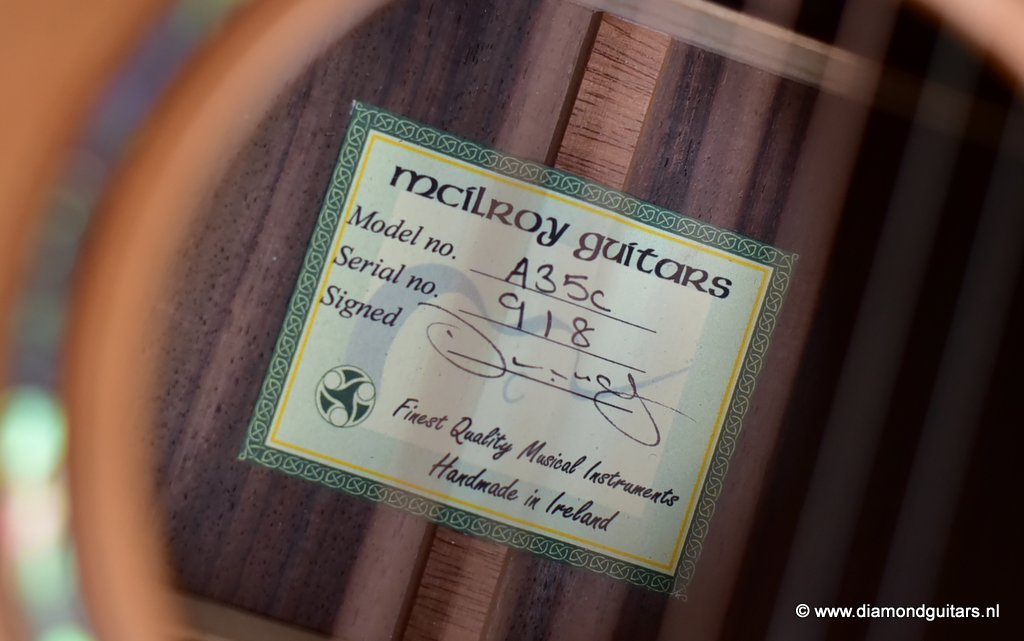 McILROY GUITARS
Model no. A35c
Serial no. 918
Signed
Finest Quality Musical Instruments
Handmade in Ireland
© www.diamondguitars.nl